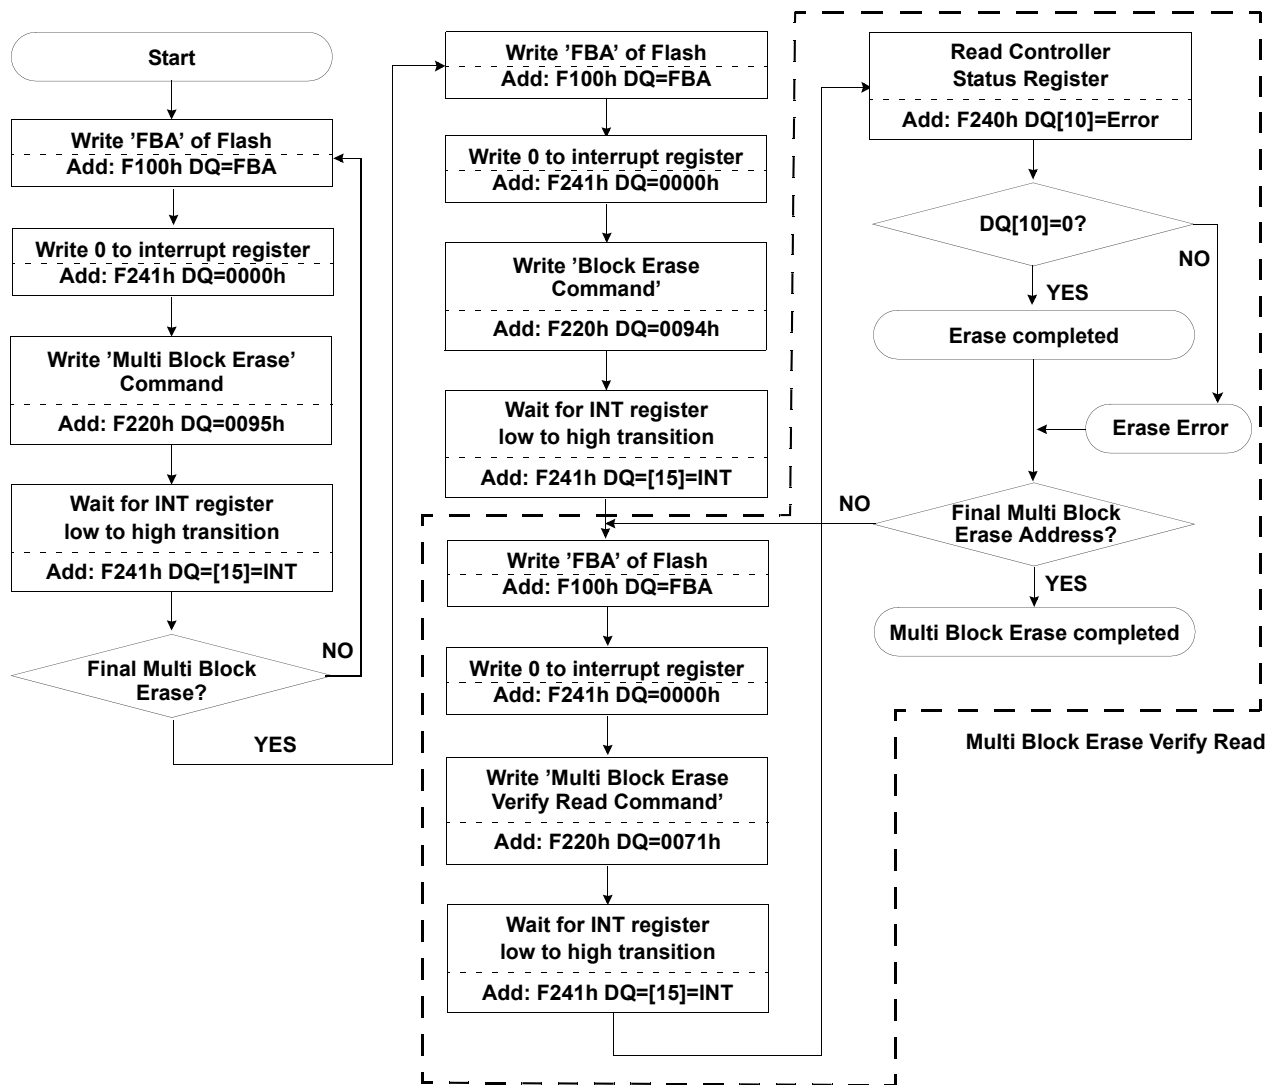 Start
Write ’FBA’ of Flash
Add: F100h DQ=FBA
Write 0 to interrupt register
Add: F241h DQ=0000h
Write ’Multi Block Erase’
Command
Add: F220h DQ=0095h
Wait for INT register
low to high transition
Add: F241h DQ=[15]=INT
Final Multi Block
Erase?
NO
YES
Write ’FBA’ of Flash
Add: F100h DQ=FBA
Write 0 to interrupt register
Add: F241h DQ=0000h
Write ’Block Erase
Command’
Add: F220h DQ=0094h
Wait for INT register
low to high transition
Add: F241h DQ=[15]=INT
Write ’FBA’ of Flash
Add: F100h DQ=FBA
Write 0 to interrupt register
Add: F241h DQ=0000h
Write ’Multi Block Erase
Verify Read Command’
Add: F220h DQ=0071h
Wait for INT register
low to high transition
Add: F241h DQ=[15]=INT
Read Controller
Status Register
Add: F240h DQ[10]=Error
DQ[10]=0?
NO
YES
Erase completed
Erase Error
Final Multi Block
Erase Address?
NO
YES
Multi Block Erase completed
Multi Block Erase Verify Read